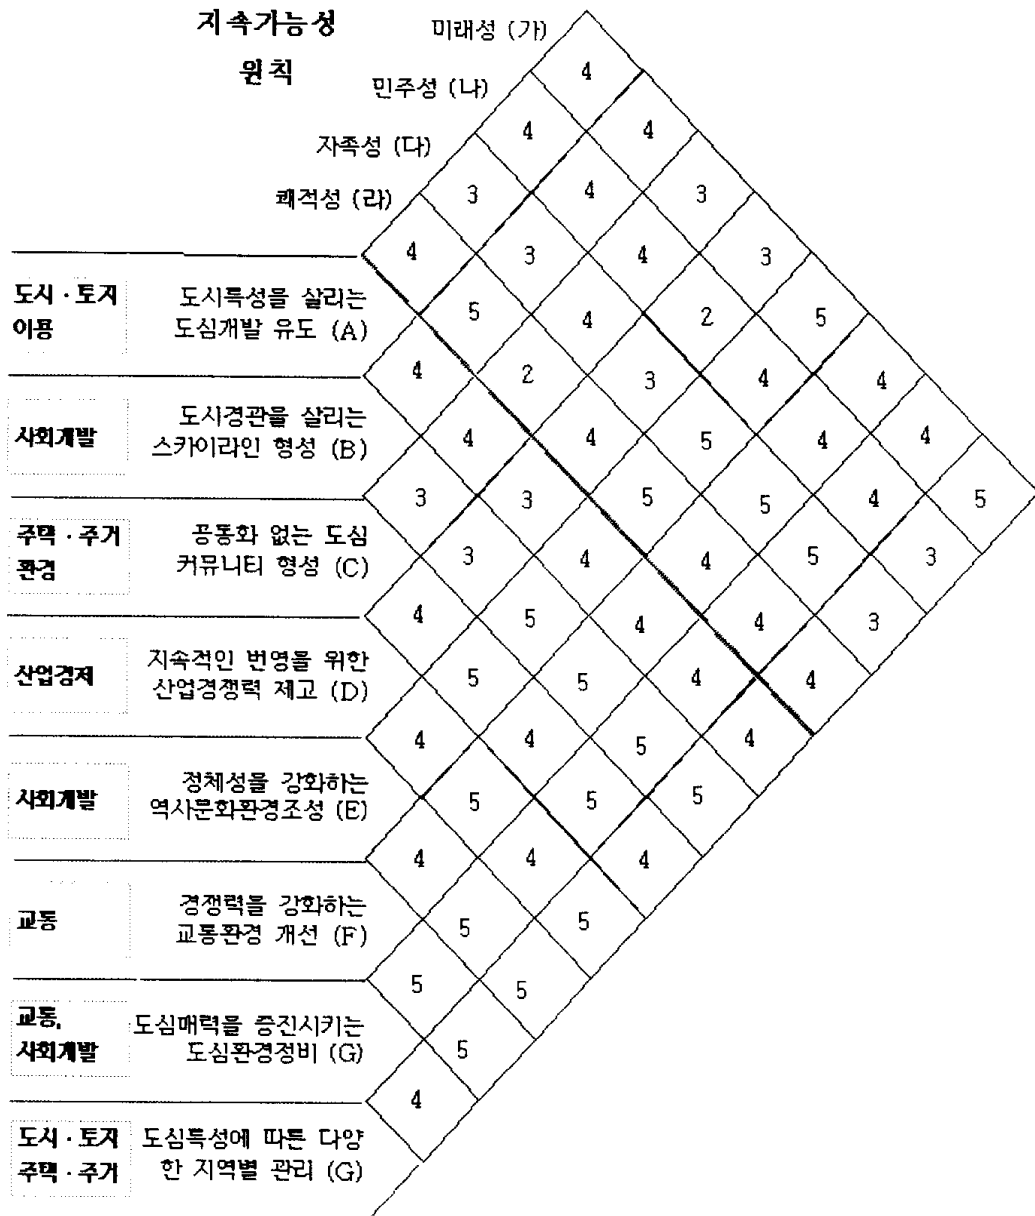 지속가능성
원칙
미래성 (가)
민주성 (나)
자족성 (다)
쾌적성 (라)
도시 · 토지
이용
도시특성을 살리는
도심개발 유도 (A)
사회개발
도시경관을 살리는
스카이라인 형성 (B)
주택 · 주거
환경
공동화 없는 도심
커뮤니티 형성 (C)
산업경제
지속적인 번영을 위한
산업경쟁력 제고 (D)
사회개발
정체성을 강화하는
역사문화환경조성 (E)
교통
경쟁력을 강화하는
교통환경 개선 (F)
교통,
사회개발
도심매력을 증진시키는
도심환경정비 (G)
도시 · 토지
주택 · 주거
도심특성에 따른 다양
한 지역별 관리 (G)
4
4 4
3 4 3
4 3 4 3
5 4 2 5
4 2 3 4 4
4 4 5 4 4
3 3 5 5 4 5
3 4 4 5 3
4 5 4 4 3
5 5 4 4
4 4 5 4
5 5 5
4 4 4
5 5
5 5
5
4